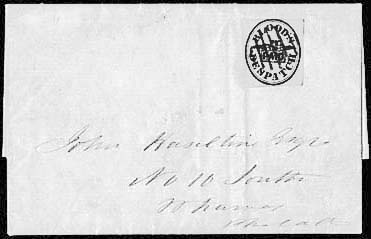 BLOOD'S
DESPATCH
John Haseltine Esqr
No 10 South
Wharves